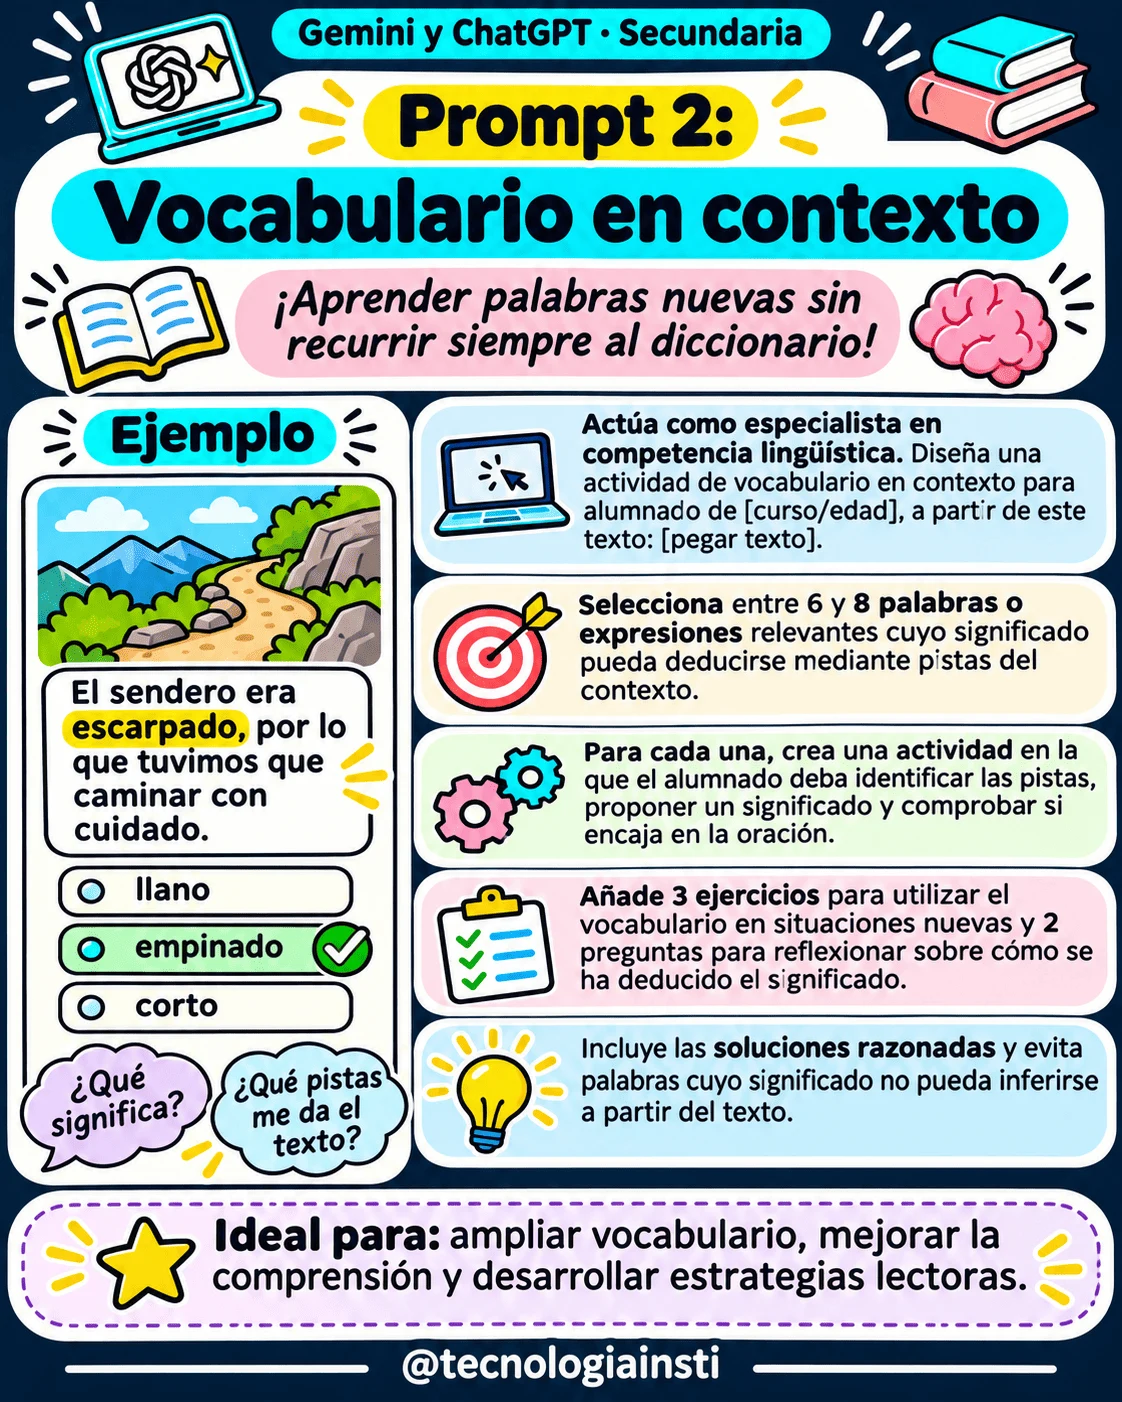 Gemini y ChatGPT · Secundaria
Prompt 2:
Vocabulario en contexto
¡Aprender palabras nuevas sin
recurrir siempre al diccionario!
Ejemplo
El sendero era
escarpado, por lo
que tuvimos que
caminar con
cuidado.
llano
empinado
corto
¿Qué
significa?
¿Qué pistas
me da el
texto?
Actúa como especialista en
competencia lingüística. Diseña una
actividad de vocabulario en contexto para
alumnado de [curso/edad], a partir de este
texto: [pegar texto].
Selecciona entre 6 y 8 palabras o
expresiones relevantes cuyo significado
pueda deducirse mediante pistas del
contexto.
Para cada una, crea una actividad en la
que el alumnado deba identificar las pistas,
proponer un significado y comprobar si
encaja en la oración.
Añade 3 ejercicios para utilizar el
vocabulario en situaciones nuevas y 2
preguntas para reflexionar sobre cómo se
ha deducido el significado.
Incluye las soluciones razonadas y evita
palabras cuyo significado no pueda inferirse
a partir del texto.
Ideal para: ampliar vocabulario, mejorar la
comprensión y desarrollar estrategias lectoras.
@tecnologiainsti